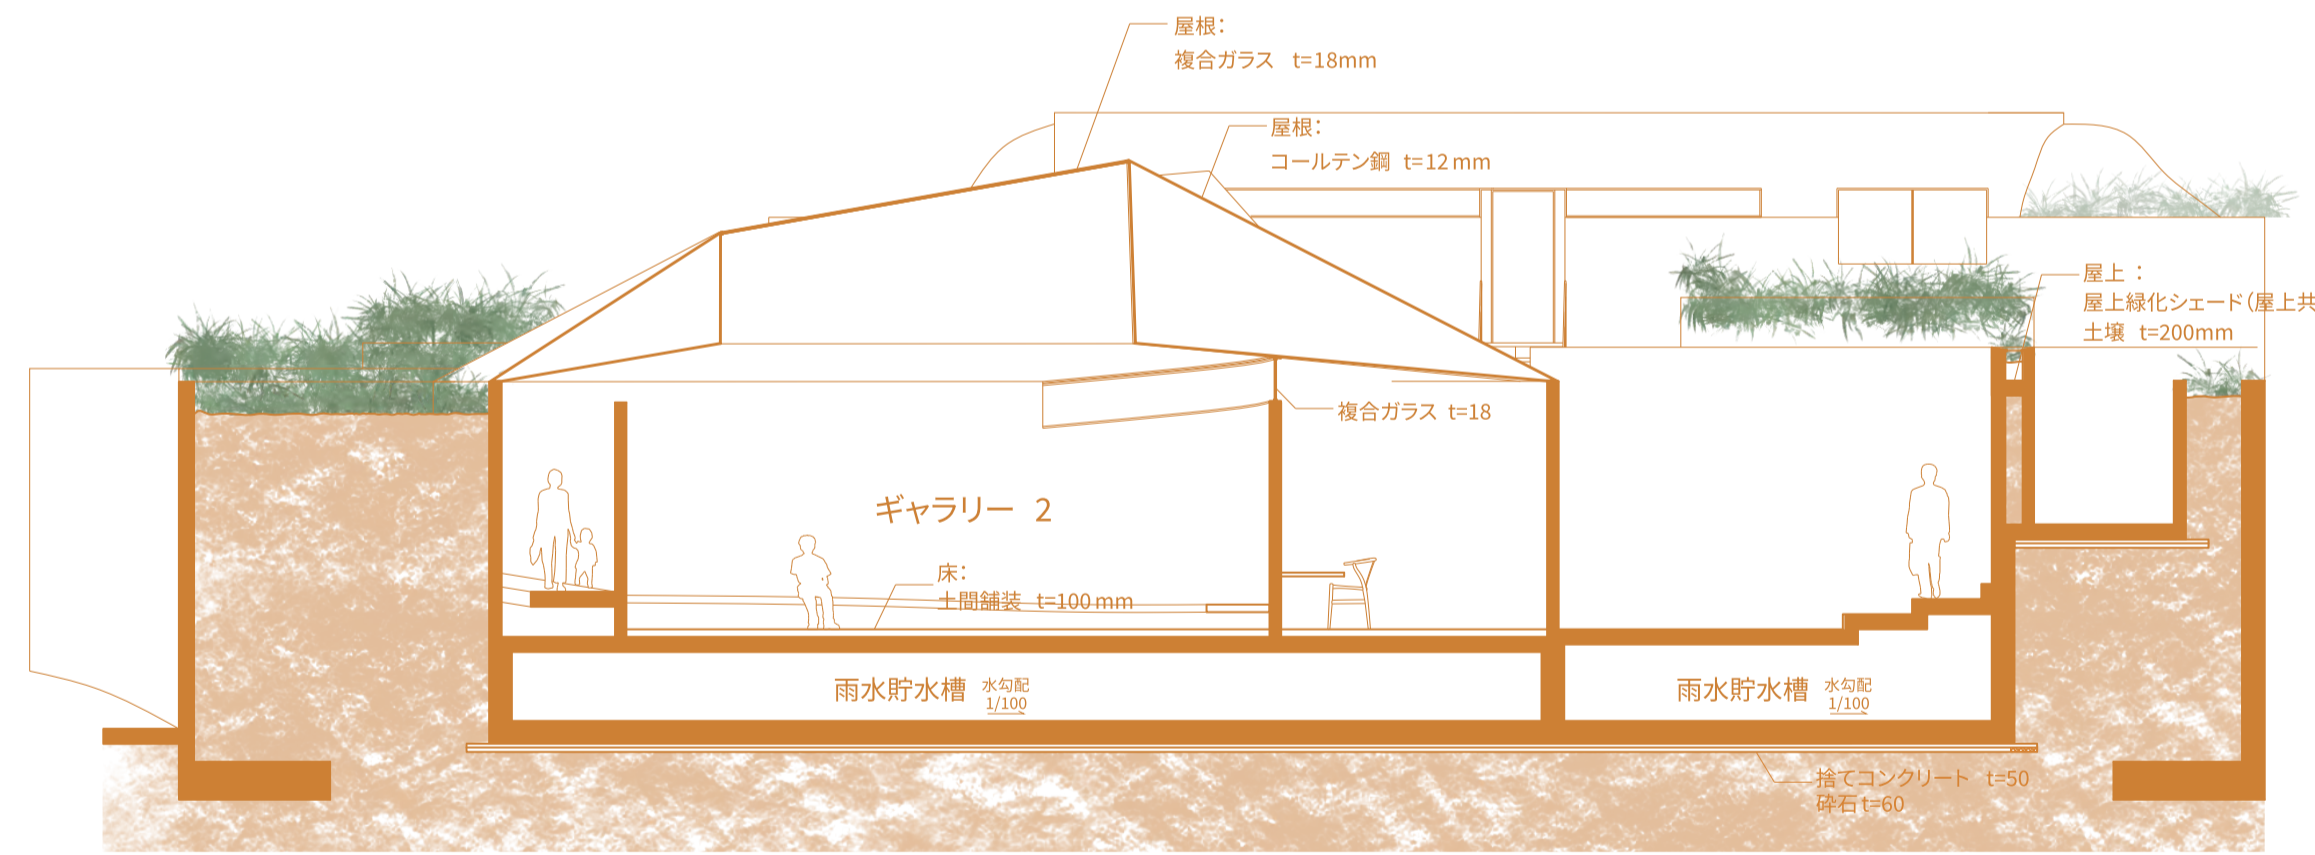 屋根：
複合ガラス t=18mm
屋根：
コールテン鋼 t=12mm
屋上：
屋上緑化シェード（屋上共
土壌 t=200mm
複合ガラス t=18
ギャラリー 2
床：
土間舗装 t=100mm
雨水貯水槽 水勾配
1/100
雨水貯水槽 水勾配
1/100
捨てコンクリート t=50
砕石 t=60